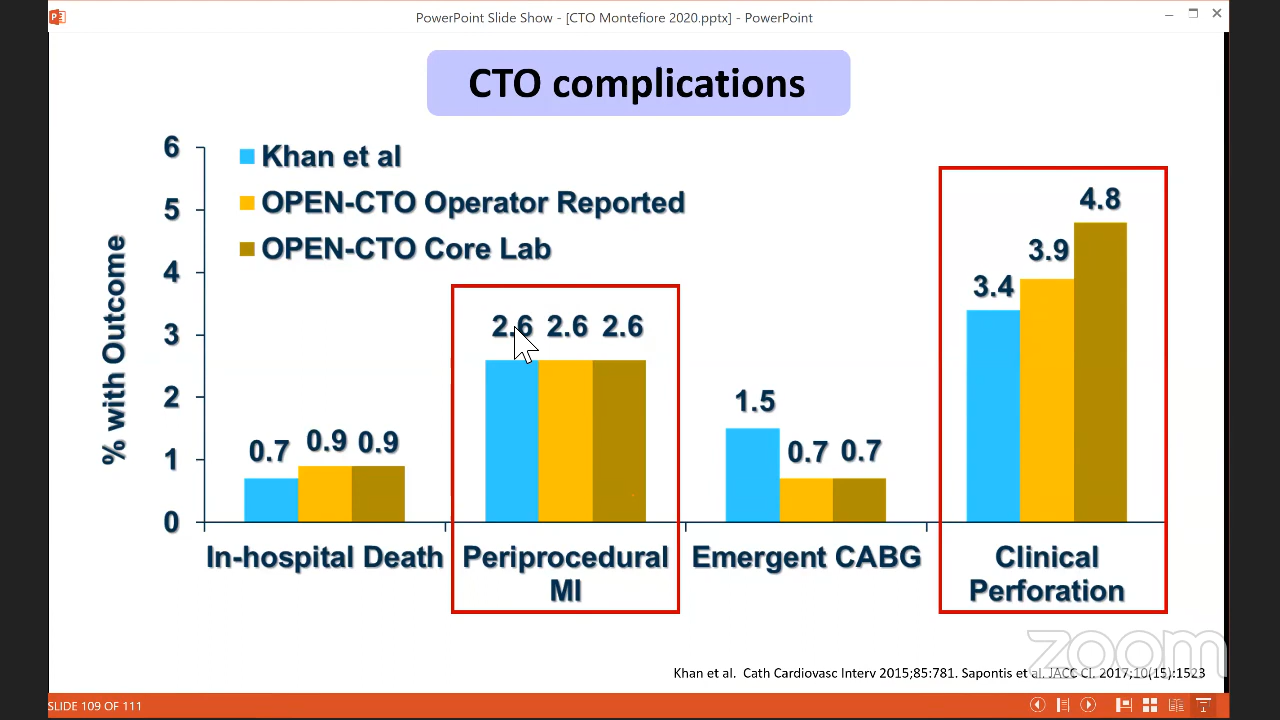 PowerPoint Slide Show - [CTO Montefiore 2020.pptx] - PowerPoint
CTO complications
6
5
4
3
2
1
0
% with Outcome
Khan et al
OPEN-CTO Operator Reported
OPEN-CTO Core Lab
0.7 0.9 0.9
2.6 2.6 2.6
1.5 0.7 0.7
3.4 3.9 4.8
In-hospital Death
Periprocedural
MI
Emergent CABG
Clinical
Perforation
zoom
Khan et al. Cath Cardiovasc Interv 2015;85:781. Sapontis et al. JACC CI. 2017;10(15):1523
SLIDE 109 OF 111